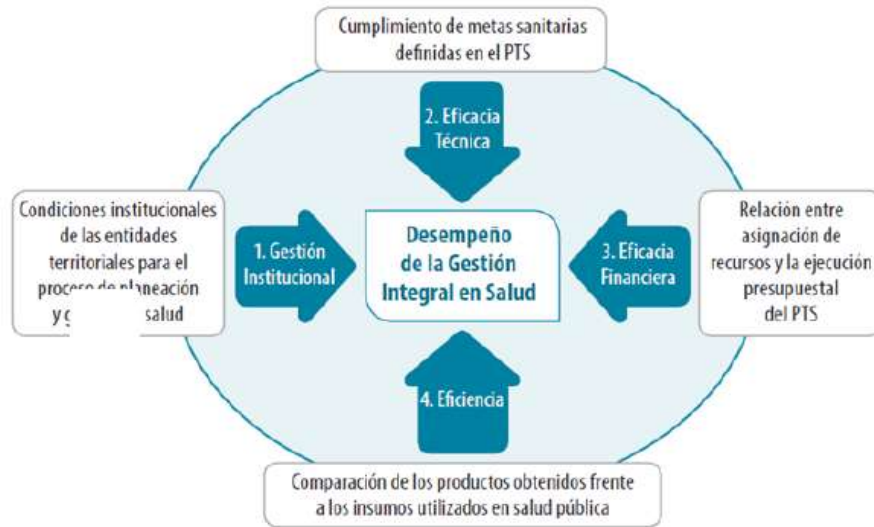 Cumplimiento de metas sanitarias
definidas en el PTS
2. Eficacia
Técnica
Condiciones institucionales
de las entidades
territoriales para el
proceso de planeación
y g salud
1. Gestión
Institucional
Desempeño
de la Gestión
Integral en Salud
3. Eficacia
Financiera
Relación entre
asignación de
recursos y la ejecución
presupuestal
del PTS
4. Eficiencia
Comparación de los productos obtenidos frente
a los insumos utilizados en salud pública